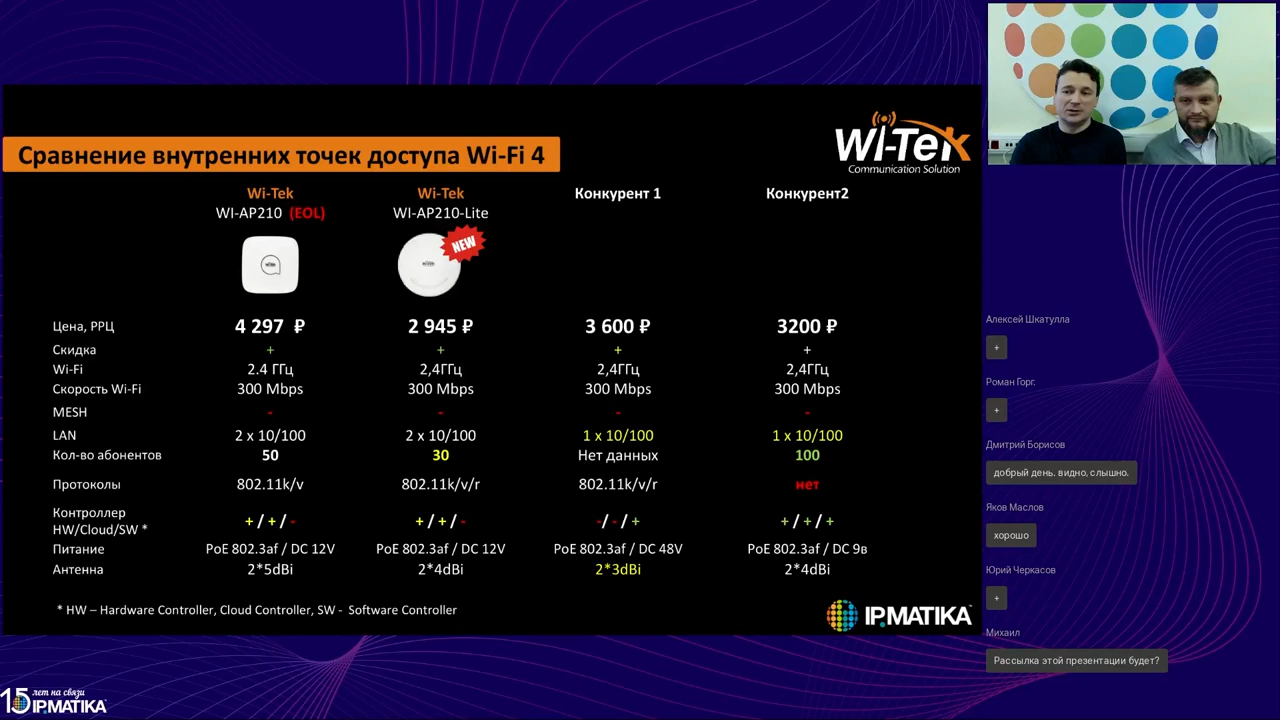 Сравнение внутренних точек доступа Wi-Fi 4
Wi-Tek
Communication Solution
Wi-Tek Wi-Tek Конкурент 1 Конкурент2
WI-AP210 (EOL) WI-AP210-Lite
NEW
Цена, РРЦ 4 297 ₽ 2 945 ₽ 3 600 ₽ 3200 ₽
Скидка + + + +
Wi-Fi 2.4 ГГц 2,4ГГц 2,4ГГц 2,4ГГц
Скорость Wi-Fi 300 Mbps 300 Mbps 300 Mbps 300 Mbps
MESH - - - -
LAN 2 x 10/100 2 x 10/100 1 x 10/100 1 x 10/100
Кол-во абонентов 50 30 Нет данных 100
Протоколы 802.11k/v 802.11k/v/r 802.11k/v/r нет
Контроллер
HW/Cloud/SW * + / + / - + / + / - -/ - / + + / + / +
Питание PoE 802.3af / DC 12V PoE 802.3af / DC 12V PoE 802.3af / DC 48V PoE 802.3af / DC 9в
Антенна 2*5dBi 2*4dBi 2*3dBi 2*4dBi
* HW – Hardware Controller, Cloud Controller, SW - Software Controller
IP.MATIKA
15 лет на связи
IP.MATIKA
Алексей Шкатулла
+
Роман Горг.
+
Дмитрий Борисов
добрый день. видно, слышно.
Яков Маслов
хорошо
Юрий Черкасов
+
Михаил
Рассылка этой презентации будет?